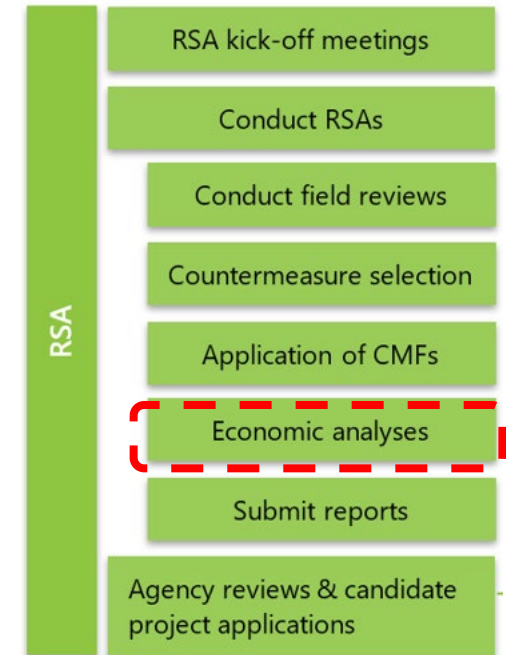 RSA
RSA kick-off meetings
Conduct RSAs
Conduct field reviews
Countermeasure selection
Application of CMFs
Economic analyses
Submit reports
Agency reviews & candidate
project applications